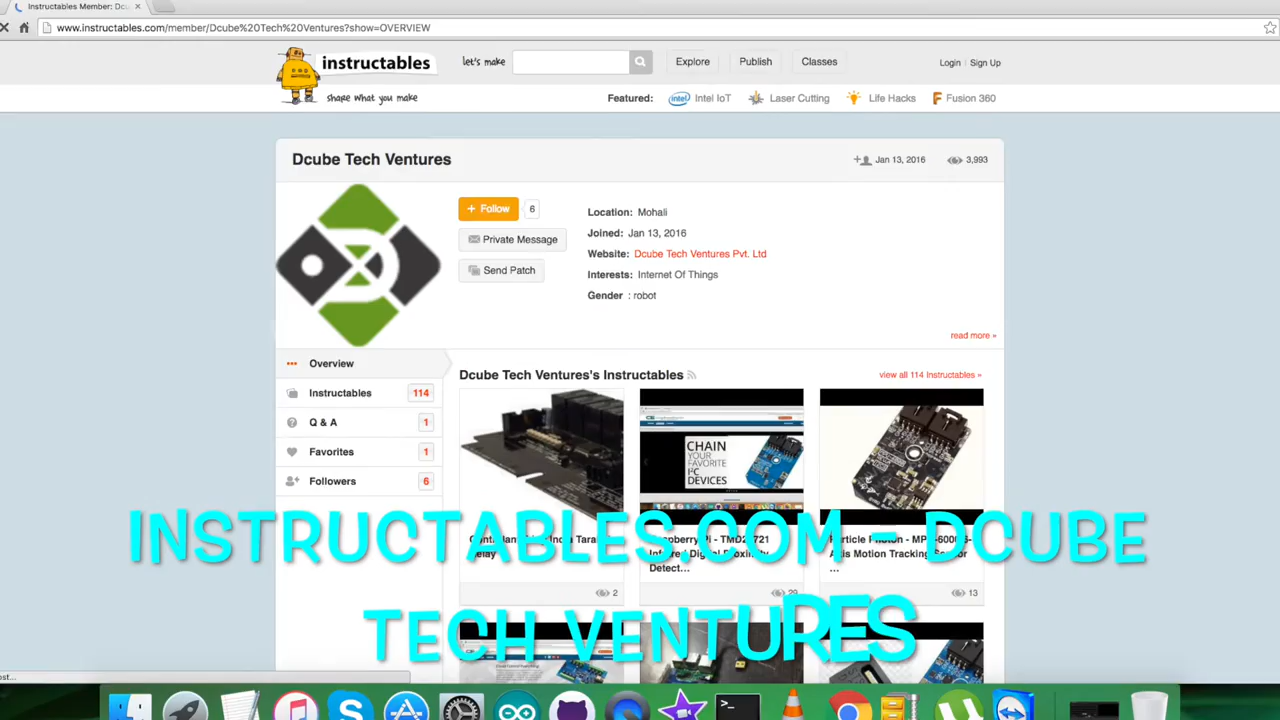 Instructables Member: Dcu
www.instructables.com/member/Dcube%20Tech%20Ventures?show=OVERVIEW
instructables
share what you make
let's make
Explore
Publish
Classes
Login | Sign Up
Featured:
Intel IoT
Laser Cutting
Life Hacks
Fusion 360
Dcube Tech Ventures
Jan 13, 2016
3,993
+ Follow 6
Private Message
Send Patch
Location: Mohali
Joined: Jan 13, 2016
Website: Dcube Tech Ventures Pvt. Ltd
Interests: Internet Of Things
Gender : robot
read more »
Overview
Instructables 114
Q & A 1
Favorites 1
Followers 6
Dcube Tech Ventures's Instructables
view all 114 Instructables »
CHAIN
YOUR
FAVORITE
I²C
DEVICES
Detect...
...
2
29
13
INSTRUCTABLES.COM - DCUBE
TECH VENTURES